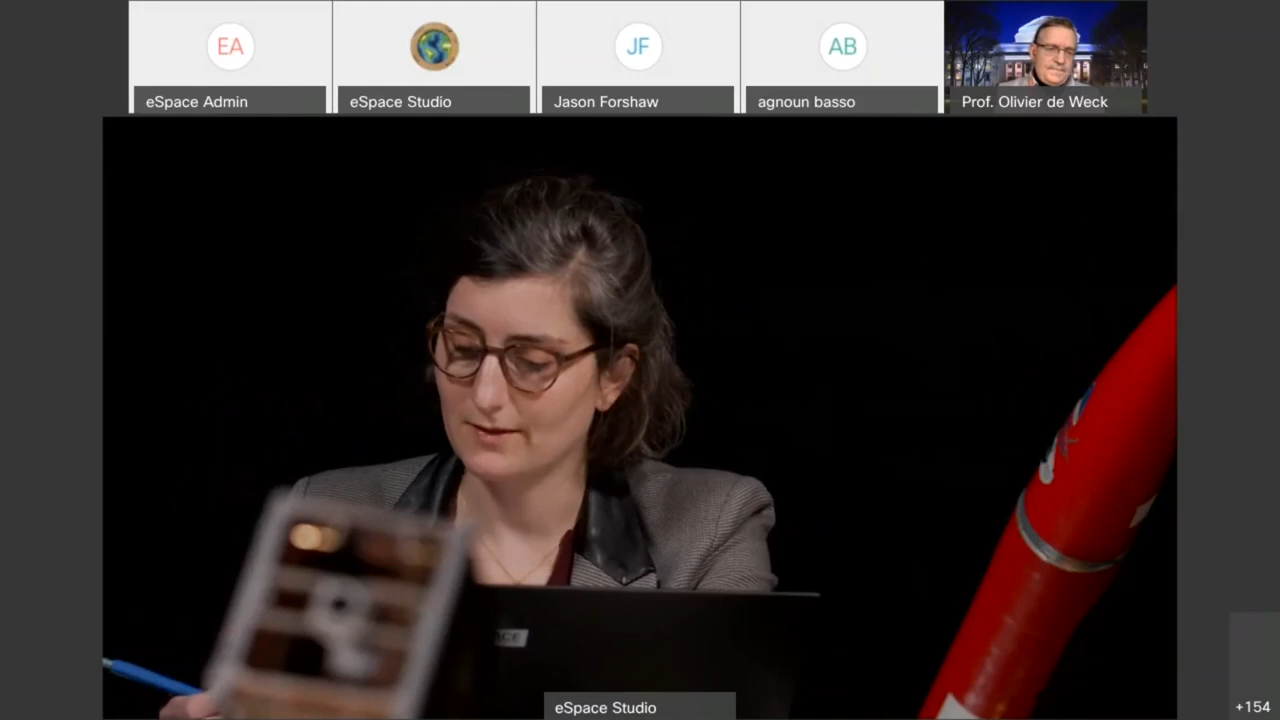 EA
eSpace Admin
eSpace Studio
JF
Jason Forshaw
AB
agnoun basso
Prof. Olivier de Weck
eSpace Studio
+154